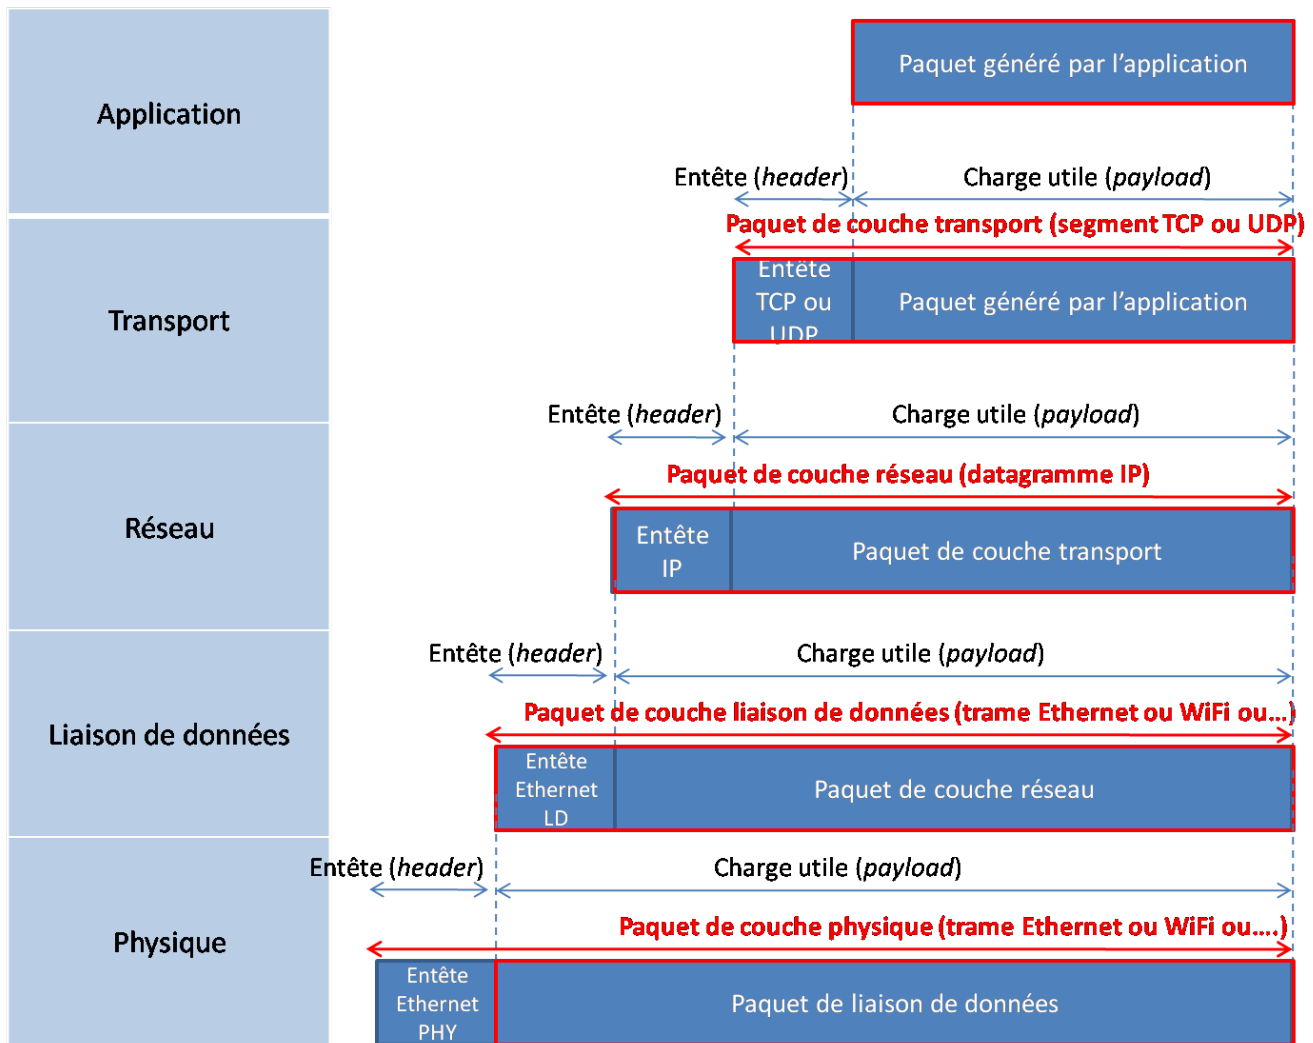 Paquet généré par l'application
Application
Entête (header)
Charge utile (payload)
Paquet de couche transport (segment TCP ou UDP)
Entête
TCP ou
UDP
Paquet généré par l'application
Transport
Entête (header)
Charge utile (payload)
Paquet de couche réseau (datagramme IP)
Réseau
Entête
IP
Paquet de couche transport
Entête (header)
Charge utile (payload)
Paquet de couche liaison de données (trame Ethernet ou WiFi ou...)
Liaison de données
Entête
Ethernet
LD
Paquet de couche réseau
Entête (header)
Charge utile (payload)
Paquet de couche physique (trame Ethernet ou WiFi ou....)
Physique
Entête
Ethernet
PHY
Paquet de liaison de données